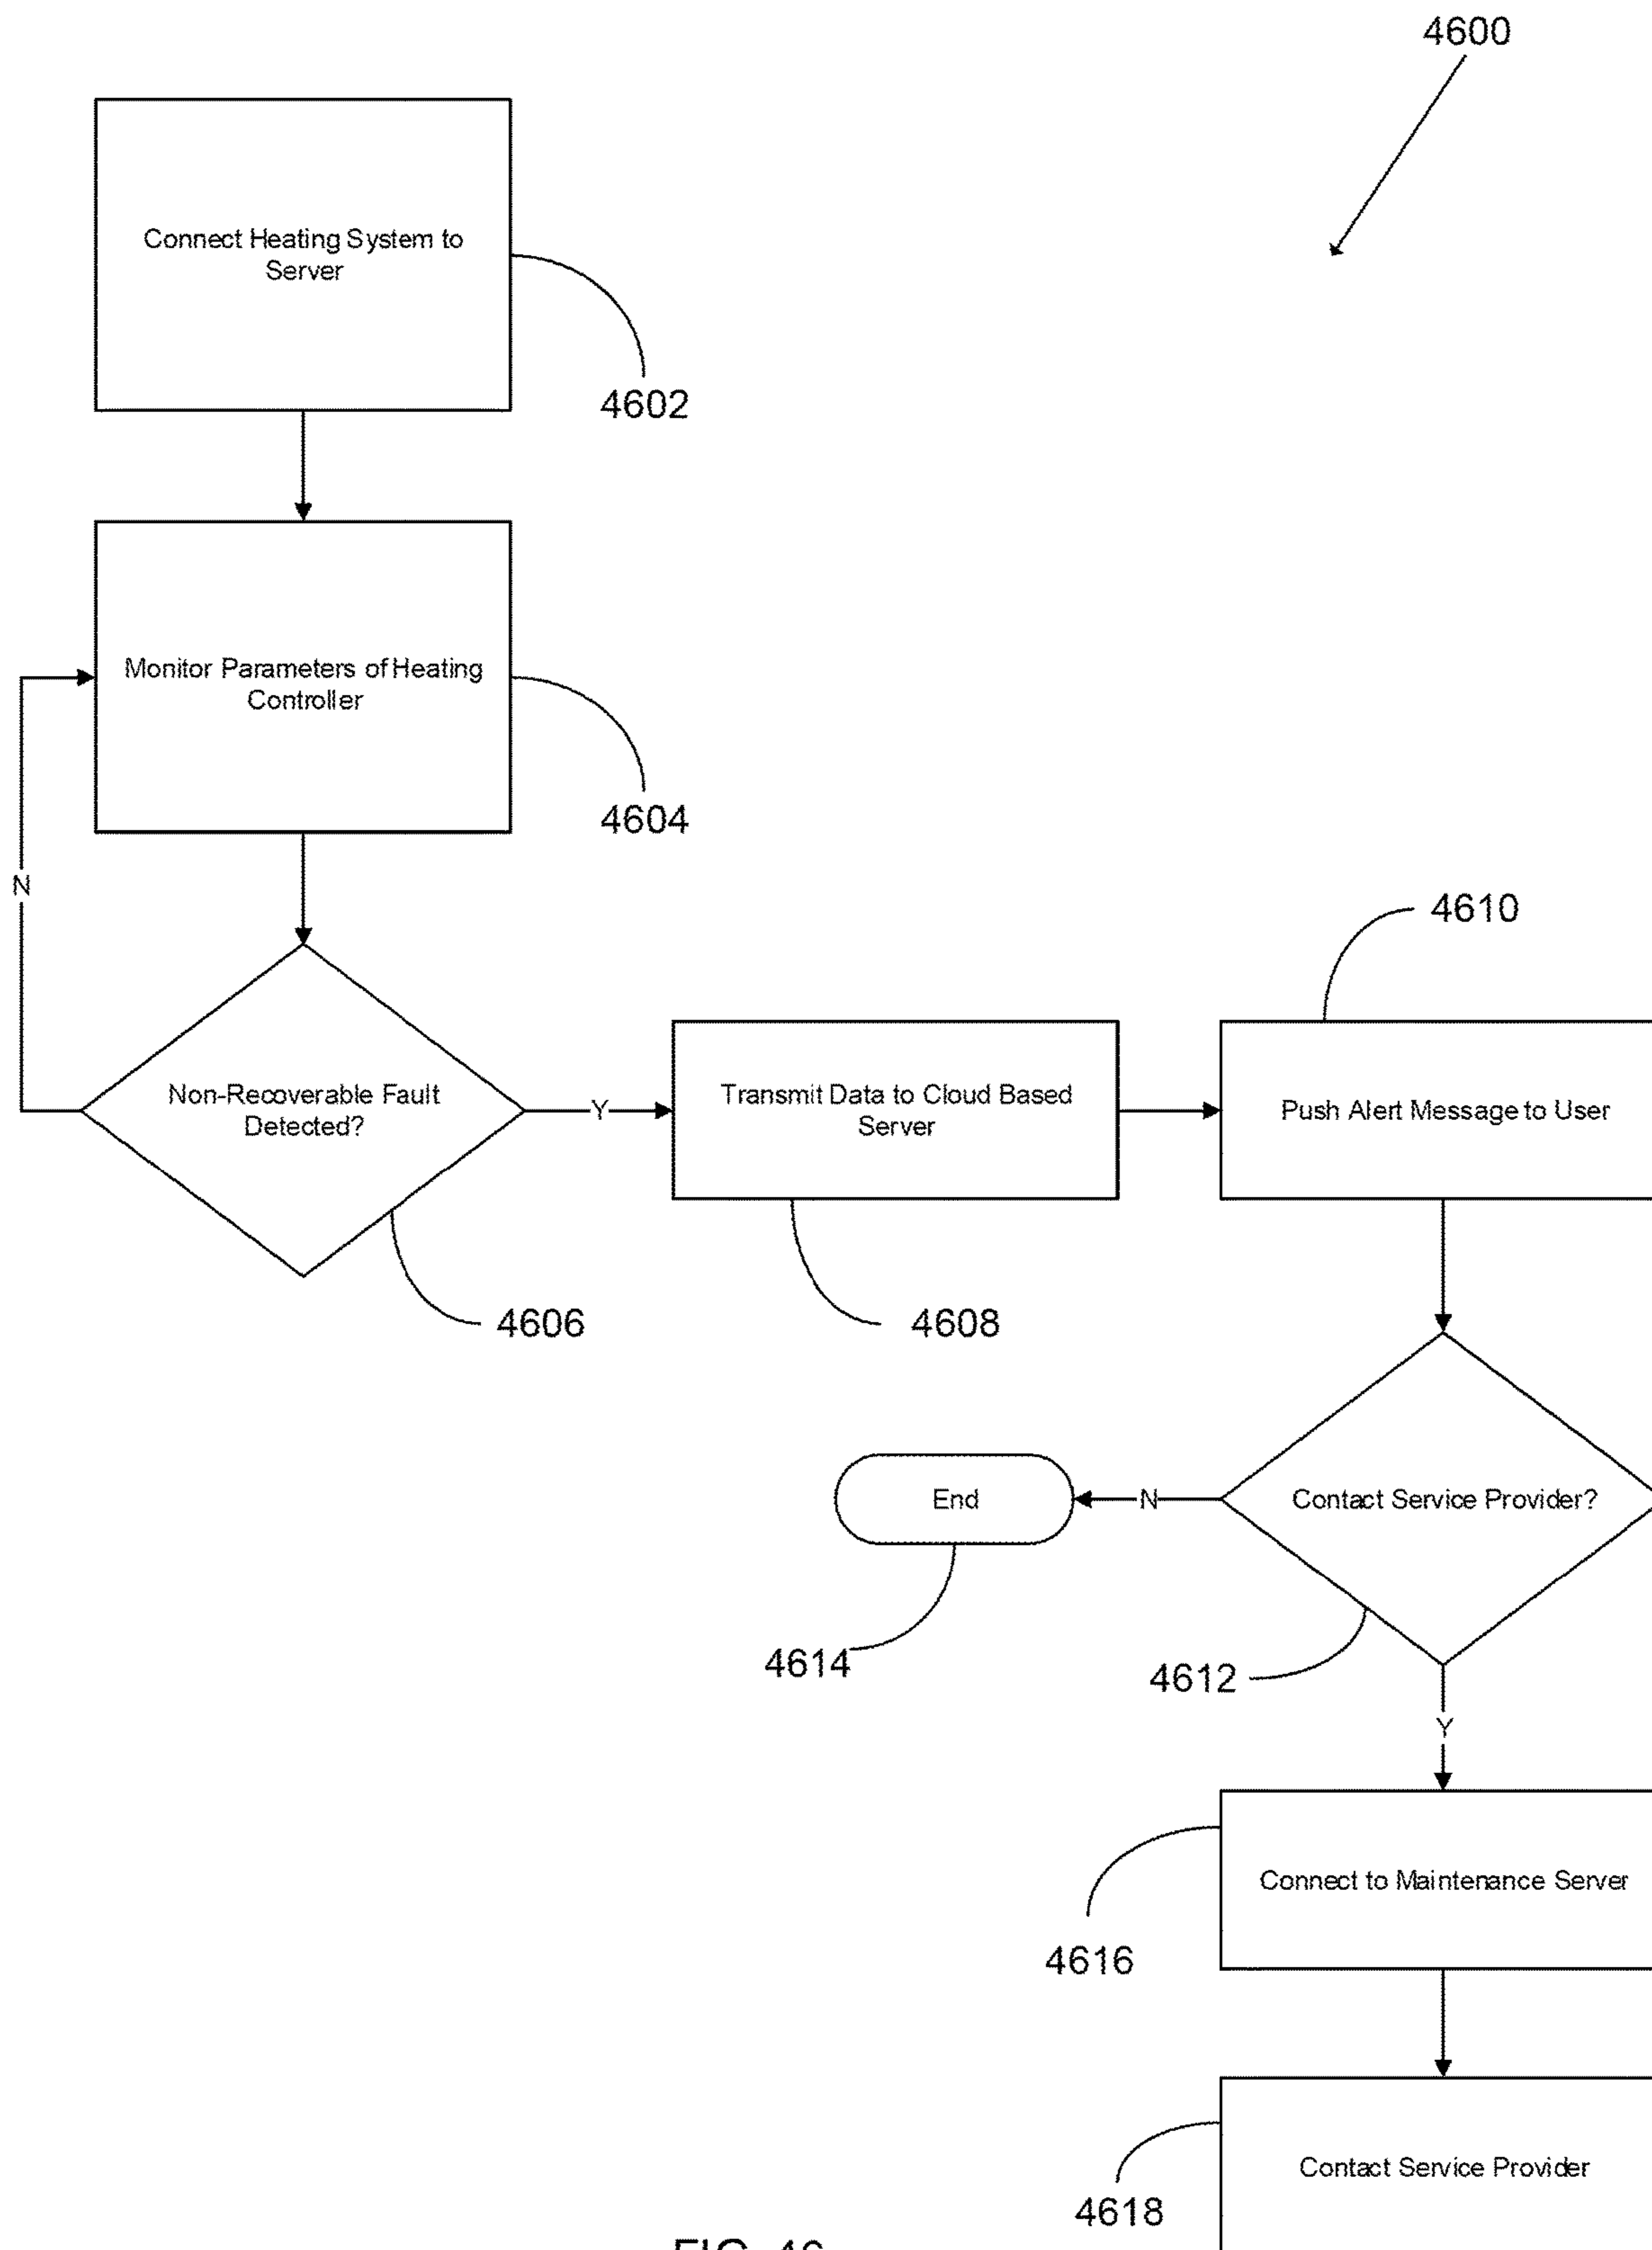 4600
Connect Heating System to
Server
4602
Monitor Parameters of Heating
Controller
4604
N
4610
Non-Recoverable Fault
Detected?
Y
Transmit Data to Cloud Based
Server
Push Alert Message to User
4606
4608
End
N
Contact Service Provider?
4614
4612
Y
Connect to Maintenance Server
4616
Contact Service Provider
4618
FIG. 46